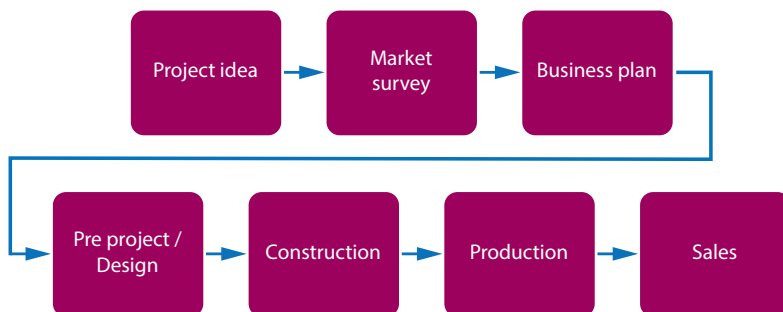 Project idea
Market
survey
Business plan
Pre project /
Design
Construction
Production
Sales